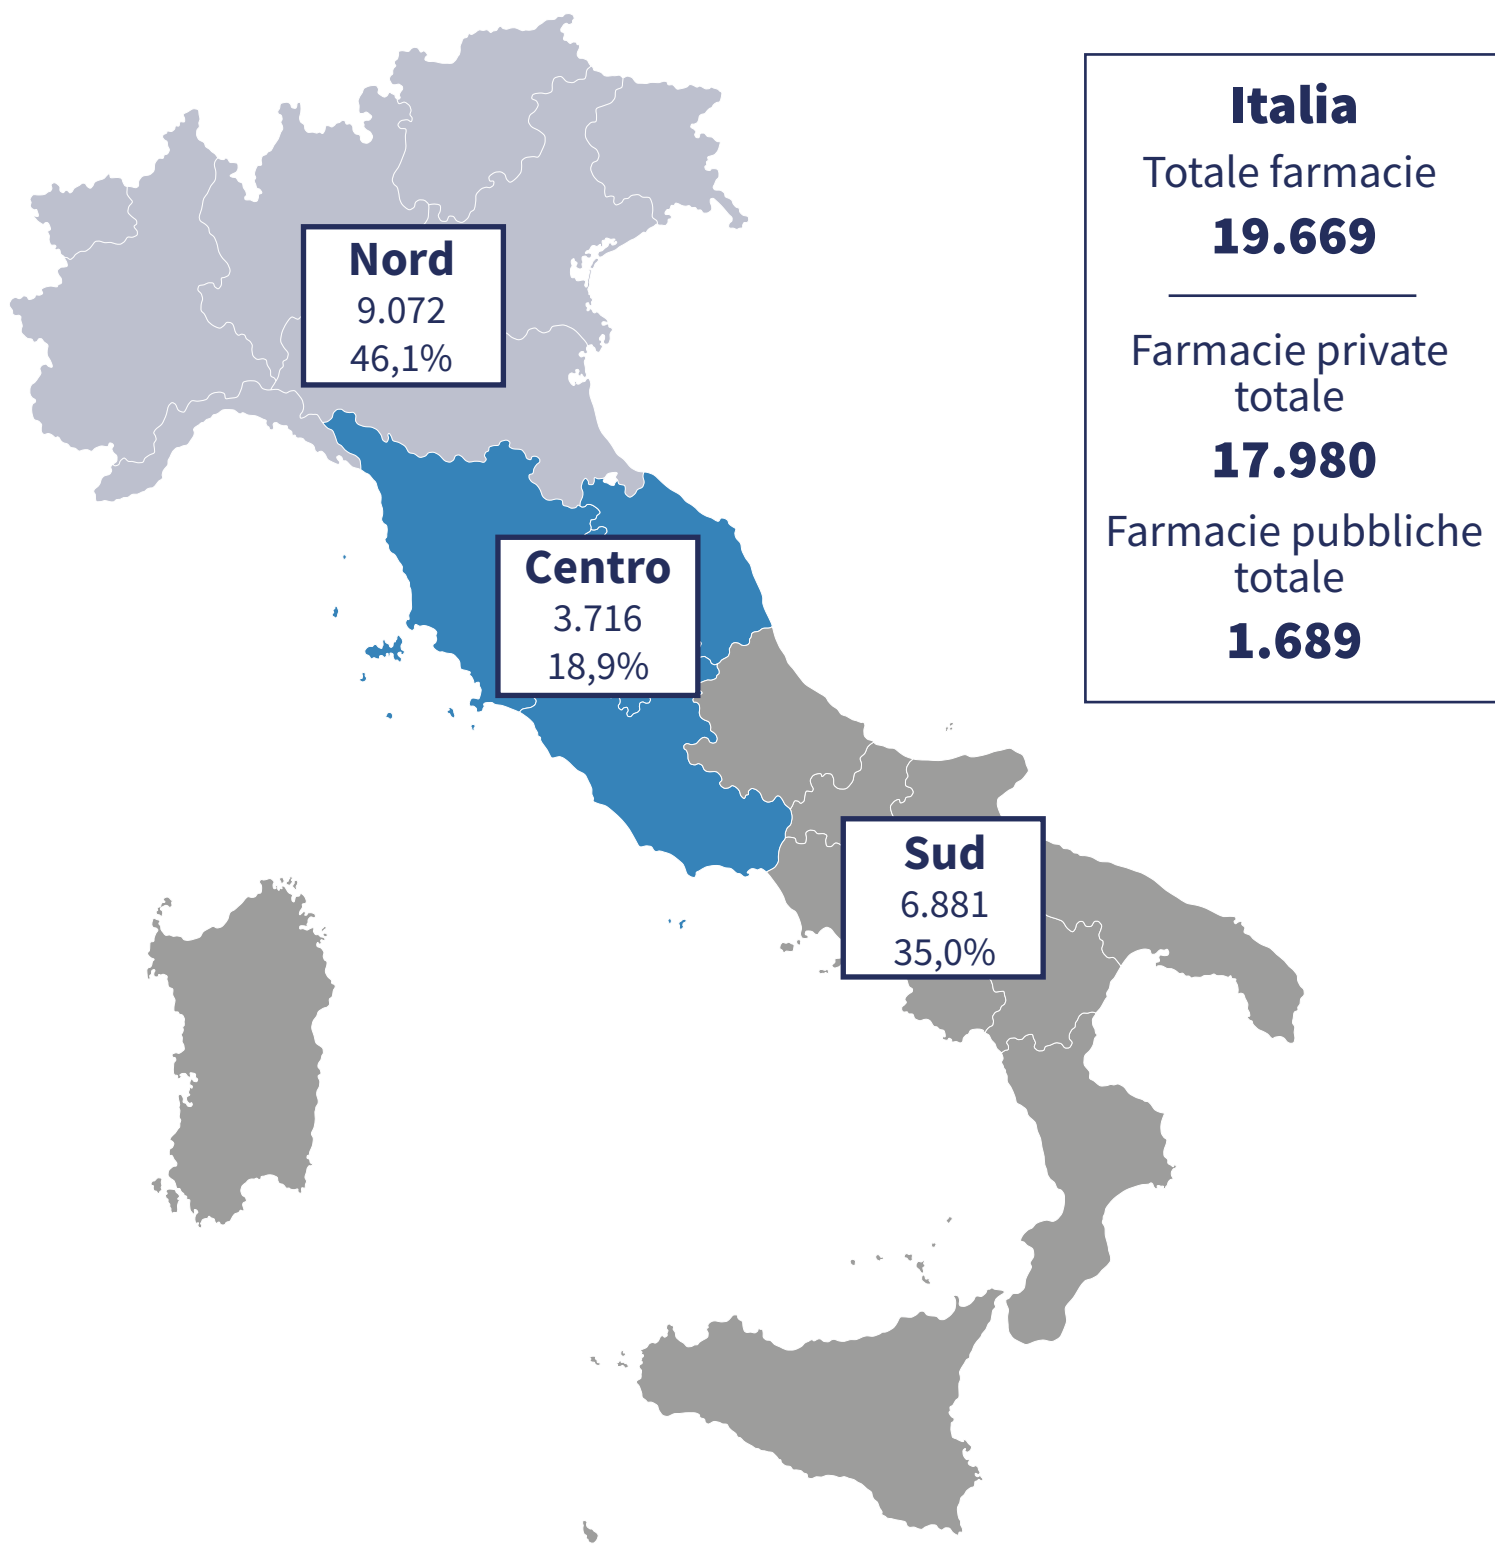 Italia
Totale farmacie
19.669
Farmacie private
totale
17.980
Farmacie pubbliche
totale
1.689
Nord
9.072
46,1%
Centro
3.716
18,9%
Sud
6.881
35,0%